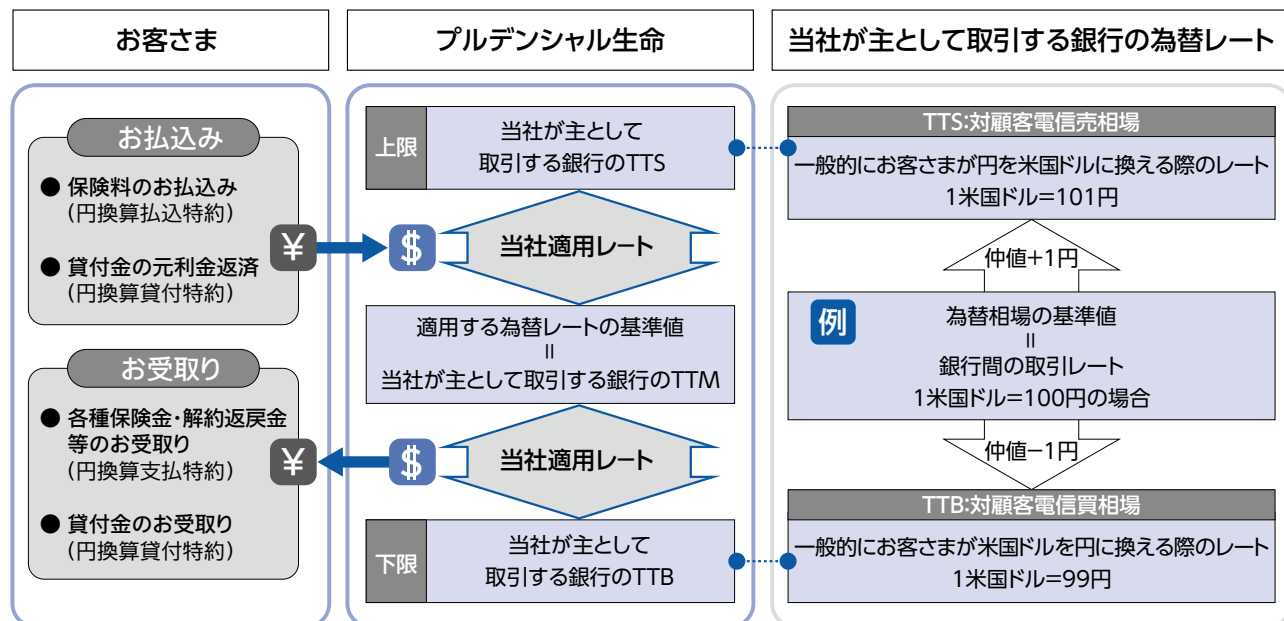 お客さま
お払込み
● 保険料のお払込み
(円換算払込特約)
● 貸付金の元利金返済
(円換算貸付特約)
¥
お受取り
● 各種保険金・解約返戻金
等のお受取り
(円換算支払特約)
● 貸付金のお受取り
(円換算貸付特約)
¥
プルデンシャル生命
上限
当社が主として
取引する銀行のTTS
$
当社適用レート
適用する為替レートの基準値
=
当社が主として取引する銀行のTTM
$
当社適用レート
下限
当社が主として
取引する銀行のTTB
当社が主として取引する銀行の為替レート
TTS:対顧客電信売相場
一般的にお客さまが円を米国ドルに換える際のレート
1米国ドル=101円
仲値+1円
例
為替相場の基準値
=
銀行間の取引レート
1米国ドル=100円の場合
仲値−1円
TTB:対顧客電信買相場
一般的にお客さまが米国ドルを円に換える際のレート
1米国ドル=99円